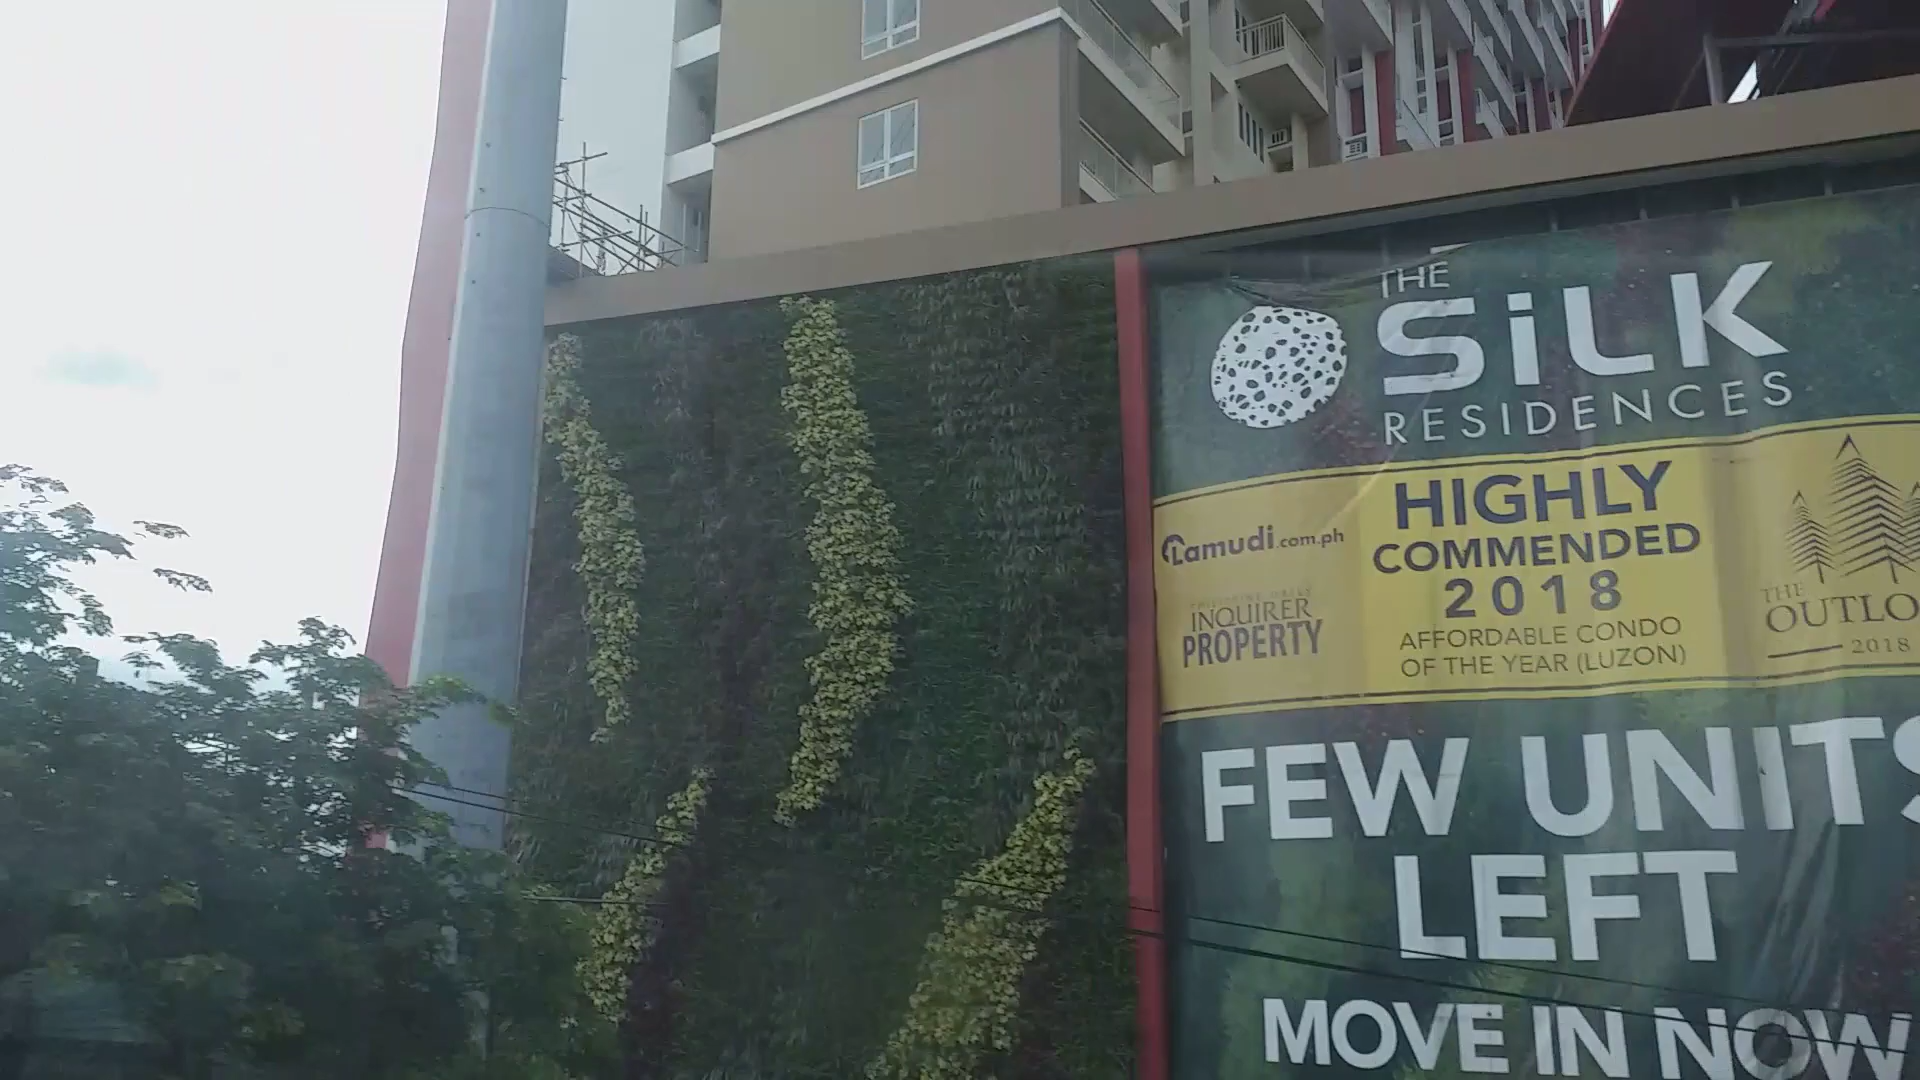 THE
SiLK
RESIDENCES
Lamudi.com.ph
INQUIRER
PROPERTY
HIGHLY
COMMENDED
2018
AFFORDABLE CONDO
OF THE YEAR (LUZON)
THE
OUTLO
2018
FEW UNITS
LEFT
MOVE IN NOW